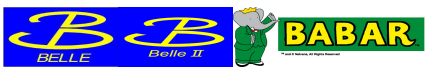 B
BELLE
B
Belle II
BABAR
™ and © Nelvana, All Rights Reserved